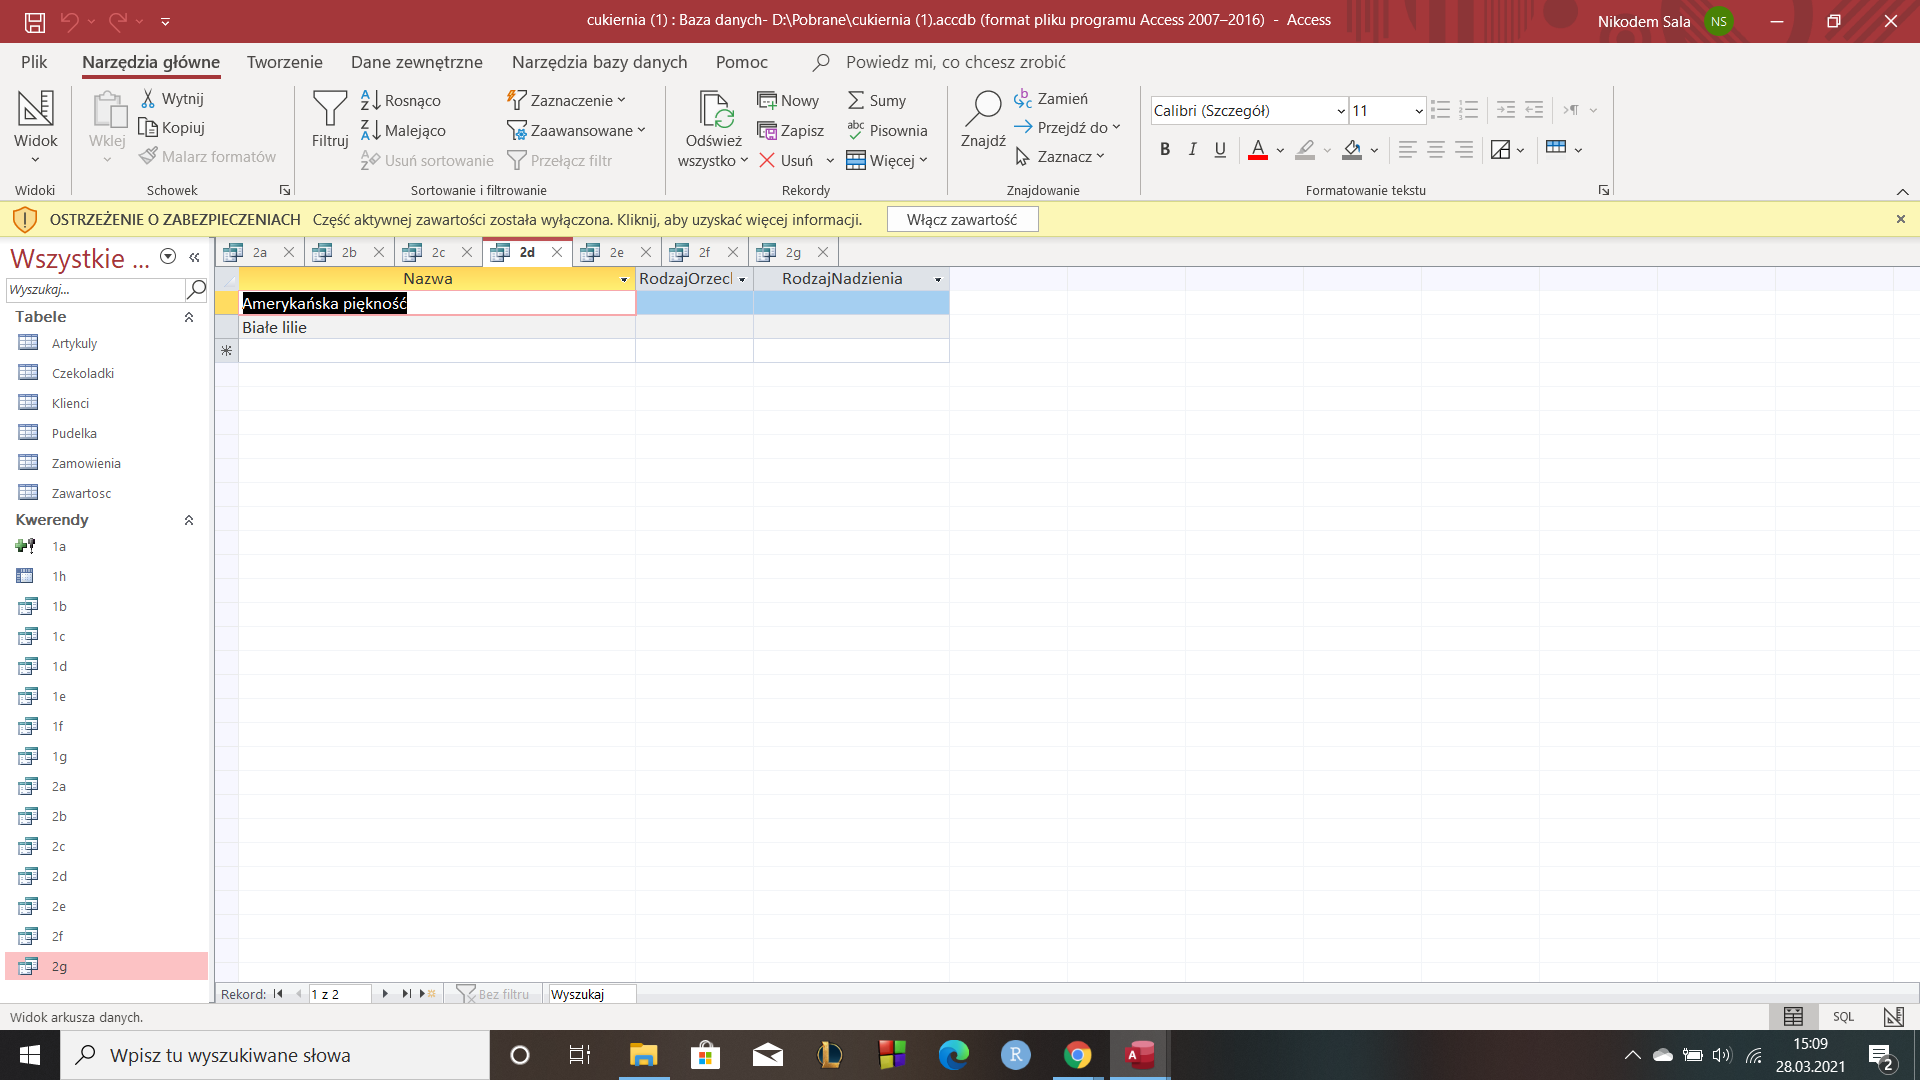 cukiernia (1) : Baza danych- D:\Pobrane\cukiernia (1).accdb (format pliku programu Access 2007–2016) - Access
Nikodem Sala NS
Plik Narzędzia główne Tworzenie Dane zewnętrzne Narzędzia bazy danych Pomoc Powiedz mi, co chcesz zrobić
Widok
Widoki
Wklej
Wytnij
Kopiuj
Malarz formatów
Schowek
Filtruj
Rosnąco
Malejąco
Usuń sortowanie
Zaznaczenie
Zaawansowane
Przełącz filtr
Sortowanie i filtrowanie
Odśwież
wszystko
Nowy
Zapisz
Usuń
Sumy
Pisownia
Więcej
Rekordy
Znajdź
Zamień
Przejdź do
Zaznacz
Znajdowanie
Calibri (Szczegół) 11
B I U A
Formatowanie tekstu
OSTRZEŻENIE O ZABEZPIECZENIACH Część aktywnej zawartości została wyłączona. Kliknij, aby uzyskać więcej informacji. Włącz zawartość
Wszystkie ...
Wyszukaj...
Tabele
Artykuly
Czekoladki
Klienci
Pudelka
Zamowienia
Zawartosc
Kwerendy
1a
1h
1b
1c
1d
1e
1f
1g
2a
2b
2c
2d
2e
2f
2g
2a 2b 2c 2d 2e 2f 2g
Nazwa RodzajOrzecl RodzajNadzienia
Amerykańska piękność
Białe lilie
Rekord: 1 z 2 Bez filtru Wyszukaj
Widok arkusza danych.
SQL
Wpisz tu wyszukiwane słowa
15:09
28.03.2021
2